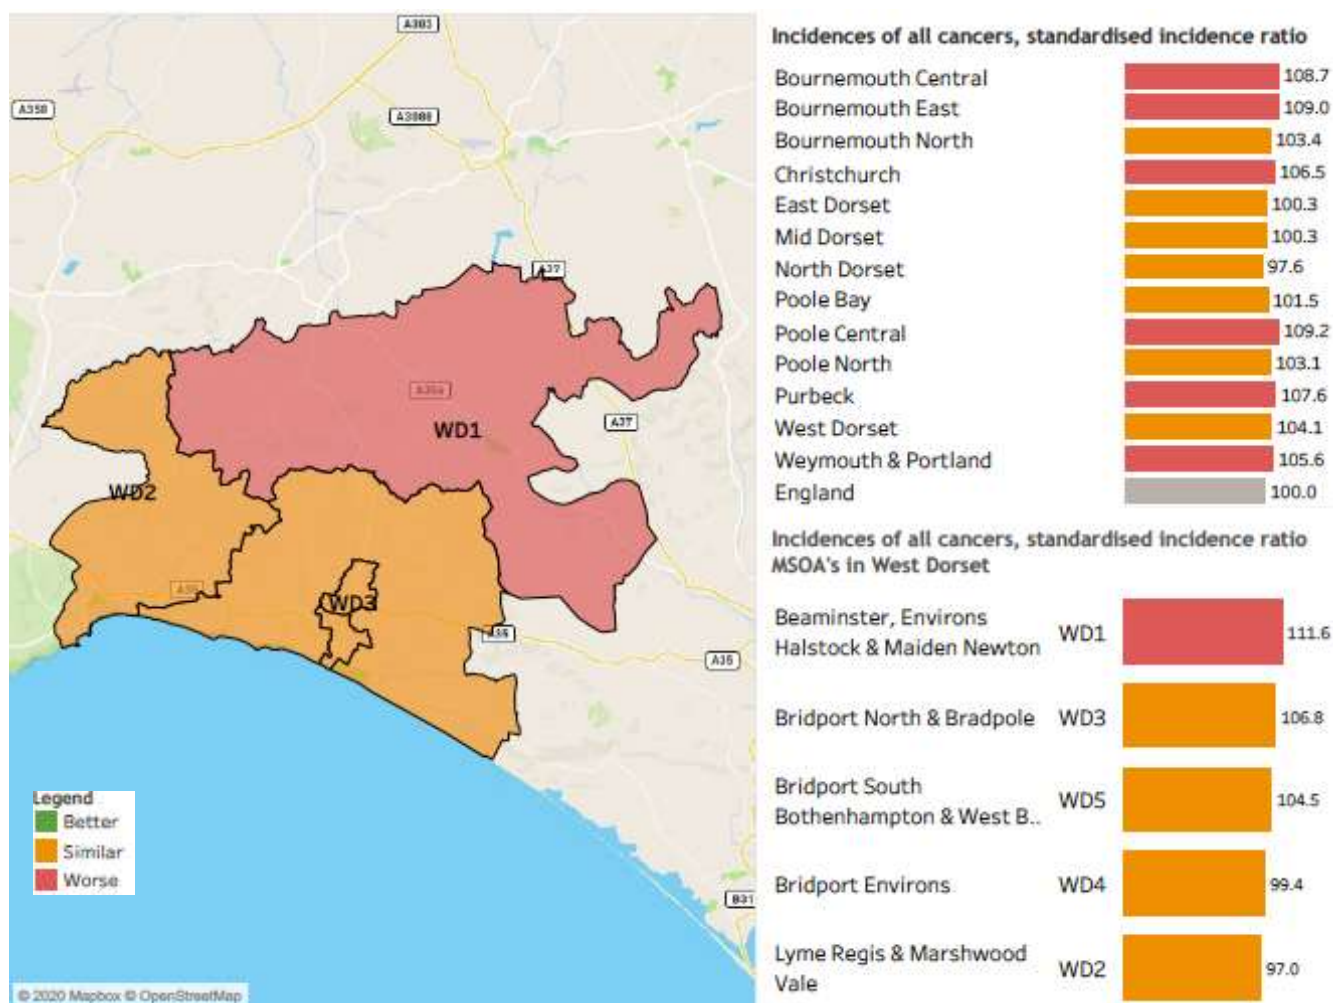 A303
A358
A3088
A37
A356
WD1
A37
WD2
A35
WD3
A35
A35
Legend
Better
Similar
Worse
B31
© 2020 Mapbox © OpenStreetMap
Incidences of all cancers, standardised incidence ratio
Bournemouth Central 108.7
Bournemouth East 109.0
Bournemouth North 103.4
Christchurch 106.5
East Dorset 100.3
Mid Dorset 100.3
North Dorset 97.6
Poole Bay 101.5
Poole Central 109.2
Poole North 103.1
Purbeck 107.6
West Dorset 104.1
Weymouth & Portland 105.6
England 100.0
Incidences of all cancers, standardised incidence ratio
MSOA's in West Dorset
Beaminster, Environs
Halstock & Maiden Newton WD1 111.6
Bridport North & Bradpole WD3 106.8
Bridport South
Bothenhampton & West B.. WD5 104.5
Bridport Environs WD4 99.4
Lyme Regis & Marshwood
Vale WD2 97.0